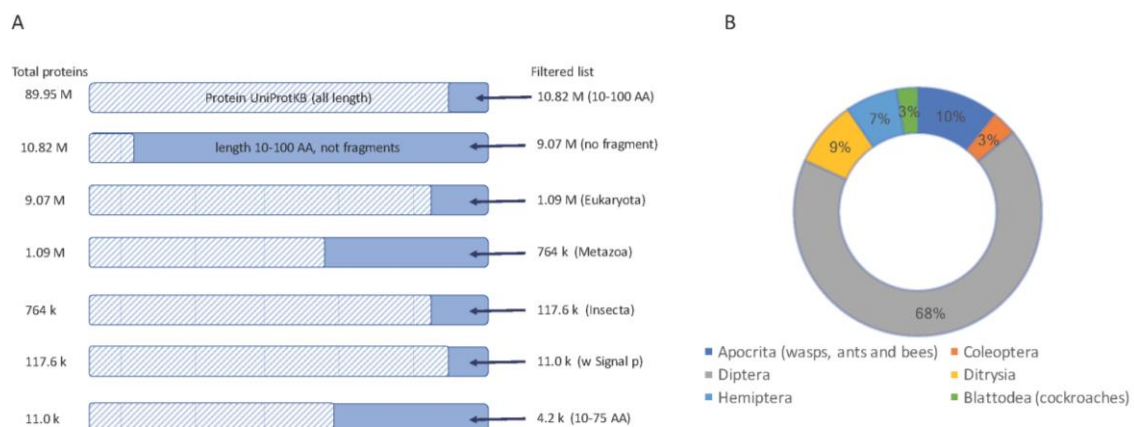 A
Total proteins
Filtered list
89.95 M
Protein UniProtKB (all length)
10.82 M (10-100 AA)
10.82 M
length 10-100 AA, not fragments
9.07 M (no fragment)
9.07 M
1.09 M (Eukaryota)
1.09 M
764 k (Metazoa)
764 k
117.6 k (Insecta)
117.6 k
11.0 k (w Signal p)
11.0 k
4.2 k (10-75 AA)
B
10%
3%
68%
9%
7%
3%
Apocrita (wasps, ants and bees)
Coleoptera
Diptera
Ditrysia
Hemiptera
Blattodea (cockroaches)